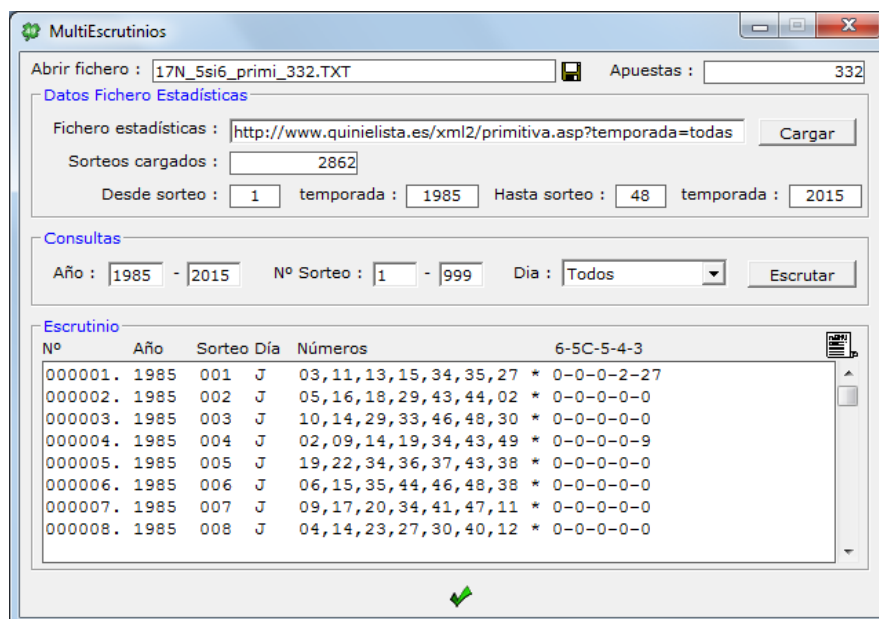 MultiEscrutinios
Abrir fichero : 17N_5si6_primi_332.TXT Apuestas : 332
Datos Fichero Estadísticas
Fichero estadísticas : http://www.quinielista.es/xml2/primitiva.asp?temporada=todas Cargar
Sorteos cargados : 2862
Desde sorteo : 1 temporada : 1985 Hasta sorteo : 48 temporada : 2015
Consultas
Año : 1985 - 2015 Nº Sorteo : 1 - 999 Dia : Todos Escrutar
Escrutinio
Nº Año Sorteo Día Números 6-5C-5-4-3
000001. 1985 001 J 03,11,13,15,34,35,27 * 0-0-0-2-27
000002. 1985 002 J 05,16,18,29,43,44,02 * 0-0-0-0-0
000003. 1985 003 J 10,14,29,33,46,48,30 * 0-0-0-0-0
000004. 1985 004 J 02,09,14,19,34,43,49 * 0-0-0-0-9
000005. 1985 005 J 19,22,34,36,37,43,38 * 0-0-0-0-0
000006. 1985 006 J 06,15,35,44,46,48,38 * 0-0-0-0-0
000007. 1985 007 J 09,17,20,34,41,47,11 * 0-0-0-0-0
000008. 1985 008 J 04,14,23,27,30,40,12 * 0-0-0-0-0